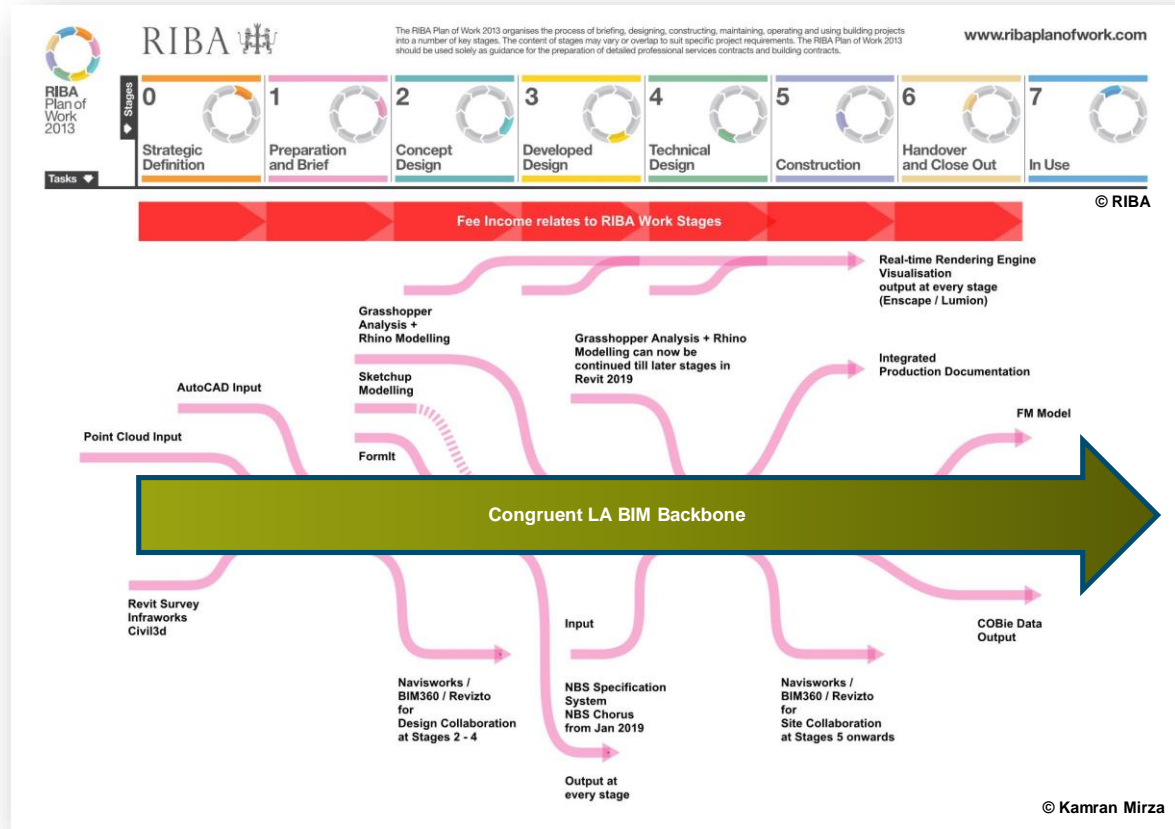 RIBA
The RIBA Plan of Work 2013 organises the process of briefing, designing, constructing, maintaining, operating and using building projects
into a number of key stages. The content of stages may vary or overlap to suit specific project requirements. The RIBA Plan of Work 2013
should be used solely as guidance for the preparation of detailed professional services contracts and building contracts.
www.ribaplanofwork.com
RIBA
Plan of
Work
2013
Stages
Tasks
0
Strategic
Definition
1
Preparation
and Brief
2
Concept
Design
3
Developed
Design
4
Technical
Design
5
Construction
6
Handover
and Close Out
7
In Use
© RIBA
Fee Income relates to RIBA Work Stages
Real-time Rendering Engine
Visualisation
output at every stage
(Enscape / Lumion)
Grasshopper
Analysis +
Rhino Modelling
Grasshopper Analysis + Rhino
Modelling can now be
continued till later stages in
Revit 2019
Integrated
Production Documentation
AutoCAD Input
Sketchup
Modelling
FM Model
Point Cloud Input
FormIt
Congruent LA BIM Backbone
Revit Survey
Infraworks
Civil3d
Input
COBie Data
Output
Navisworks /
BIM360 / Revizto
for
Design Collaboration
at Stages 2 - 4
NBS Specification
System
NBS Chorus
from Jan 2019
Navisworks /
BIM360 / Revizto
for
Site Collaboration
at Stages 5 onwards
Output at
every stage
© Kamran Mirza